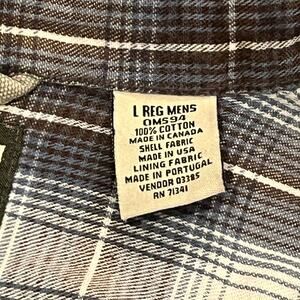 L REG MENS
OMS94
100% COTTON
MADE IN CANADA
SHELL FABRIC
MADE IN USA
LINING FABRIC
MADE IN PORTUGAL
VENDOR 03385
RN 71341